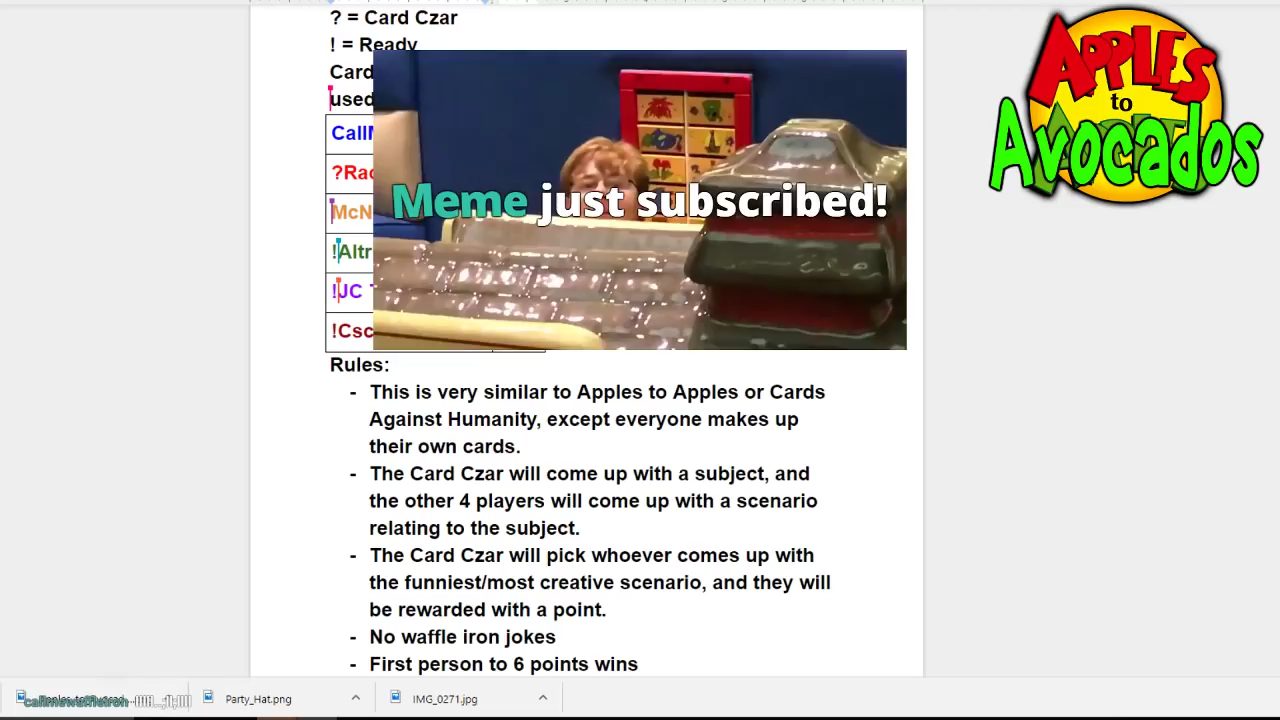 ? = Card Czar
! = Ready
Card
used
CallM
?Rac
McN
!Altr
!JC T
!Csc
Meme just subscribed!
APPLES
to
Avocados
Rules:
- This is very similar to Apples to Apples or Cards
Against Humanity, except everyone makes up
their own cards.
- The Card Czar will come up with a subject, and
the other 4 players will come up with a scenario
relating to the subject.
- The Card Czar will pick whoever comes up with
the funniest/most creative scenario, and they will
be rewarded with a point.
- No waffle iron jokes
- First person to 6 points wins
callmewaffleiron
Party_Hat.png
IMG_0271.jpg